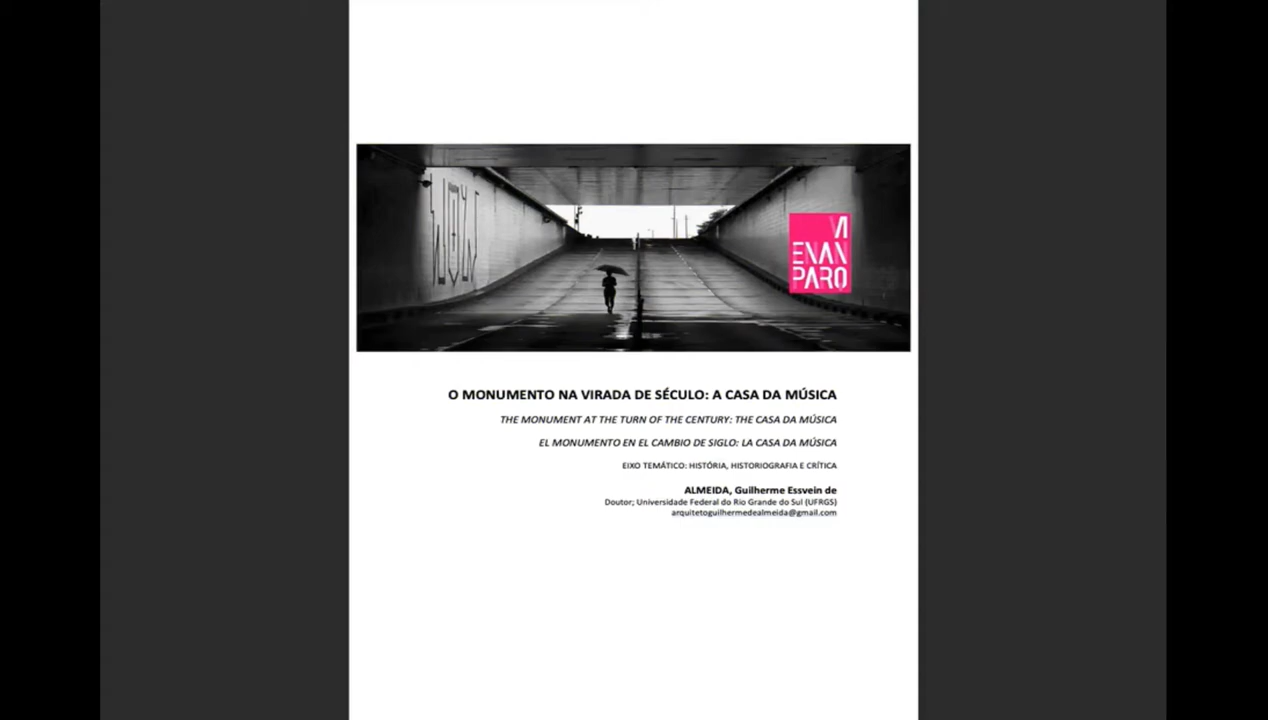 VI
ENAN
PARQ
O MONUMENTO NA VIRADA DE SÉCULO: A CASA DA MÚSICA
THE MONUMENT AT THE TURN OF THE CENTURY: THE CASA DA MÚSICA
EL MONUMENTO EN EL CAMBIO DE SIGLO: LA CASA DA MÚSICA
EIXO TEMÁTICO: HISTÓRIA, HISTORIOGRAFIA E CRÍTICA
ALMEIDA, Guilherme Essvein de
Doutor; Universidade Federal do Rio Grande do Sul (UFRGS)
arquitetoguilhermedealmeida@gmail.com